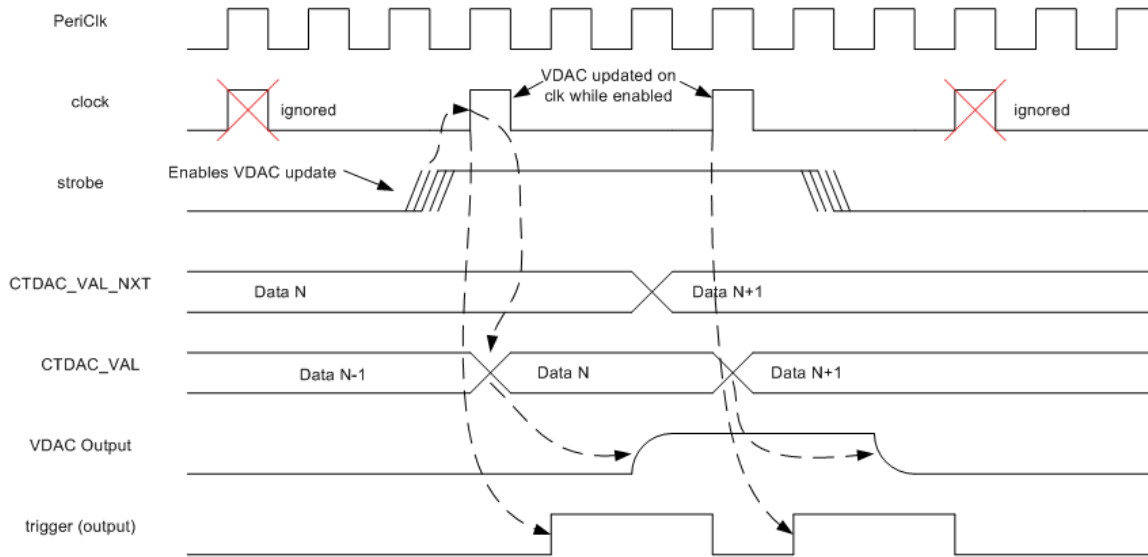 PeriClk
clock
ignored
VDAC updated on
clk while enabled
ignored
strobe
Enables VDAC update
CTDAC_VAL_NXT
Data N
Data N+1
CTDAC_VAL
Data N-1
Data N
Data N+1
VDAC Output
trigger (output)